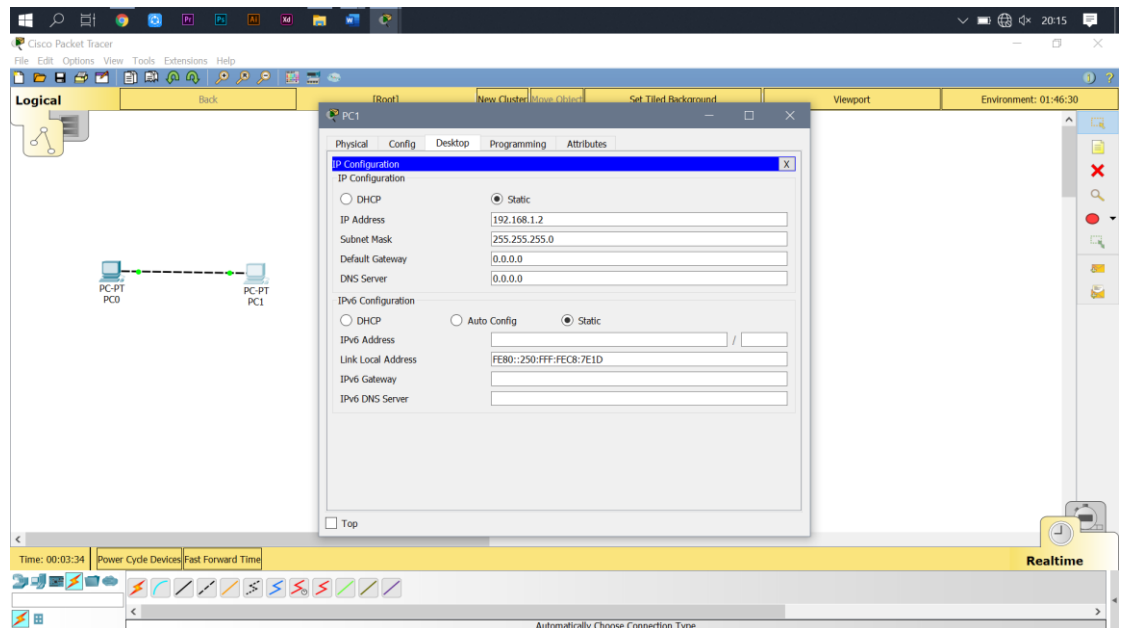 Pr Ps Ai Xd 20:15
Cisco Packet Tracer
File Edit Options View Tools Extensions Help
Logical Back [Root] New Cluster Move Object Set Tiled Background Viewport Environment: 01:46:30
PC1
Physical Config Desktop Programming Attributes
IP Configuration X
IP Configuration
DHCP Static
IP Address 192.168.1.2
Subnet Mask 255.255.255.0
Default Gateway 0.0.0.0
DNS Server 0.0.0.0
IPv6 Configuration
DHCP Auto Config Static
IPv6 Address /
Link Local Address FE80::250:FFF:FEC8:7E1D
IPv6 Gateway
IPv6 DNS Server
Top
PC-PT
PC0
PC-PT
PC1
Time: 00:03:34 Power Cycle Devices Fast Forward Time Realtime
Automatically Choose Connection Type